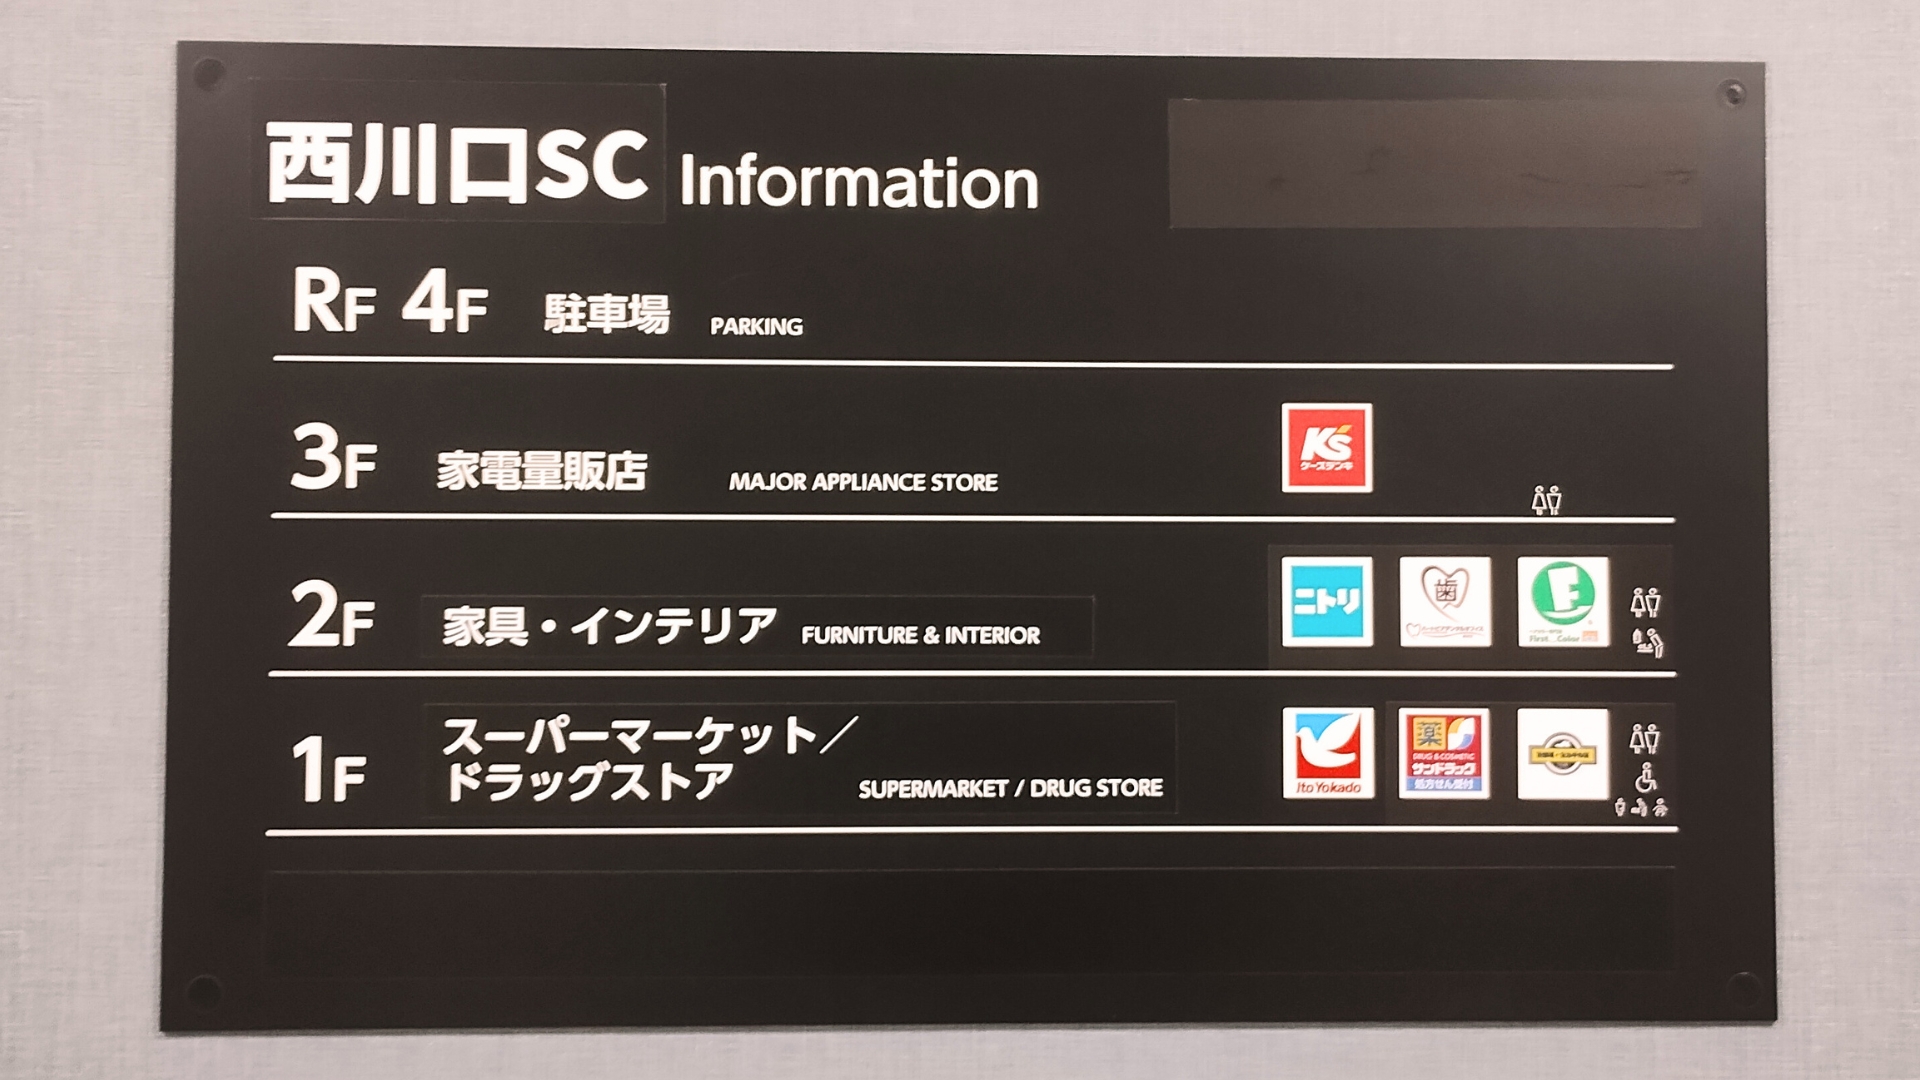 西川口SC Information
RF 4F 駐車場 PARKING
3F 家電量販店 MAJOR APPLIANCE STORE
K's
ケーズデンキ
2F 家具・インテリア FURNITURE & INTERIOR
ニトリ
歯
F
First Color
1F スーパーマーケット／
ドラッグストア SUPERMARKET / DRUG STORE
Ito Yokado
薬
DRUG & COSMETIC
サンドラッグ
処方せん受付